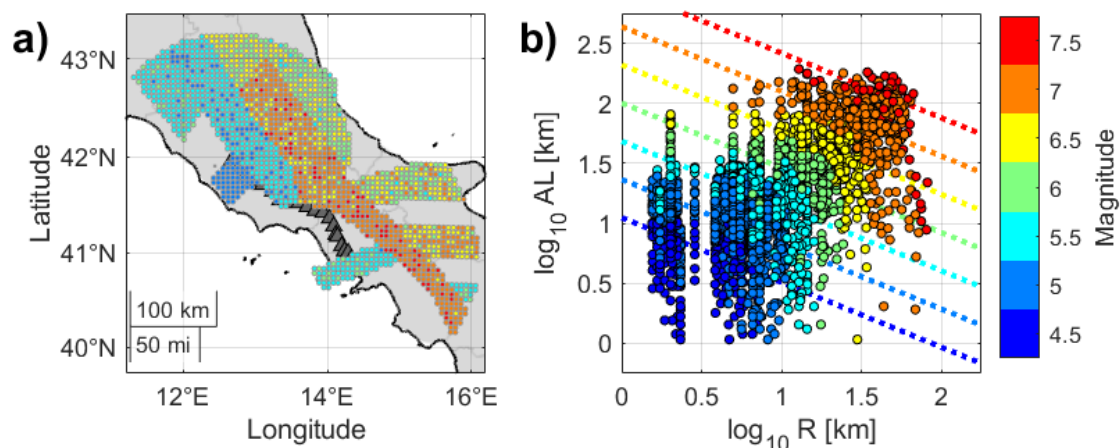 a)
43°N
42°N
41°N
40°N
Latitude
100 km
50 mi
12°E
14°E
16°E
Longitude
b)
2.5
2
1.5
1
0.5
0
log10 AL [km]
0
0.5
1
1.5
2
log10 R [km]
7.5
7
6.5
6
5.5
5
4.5
Magnitude